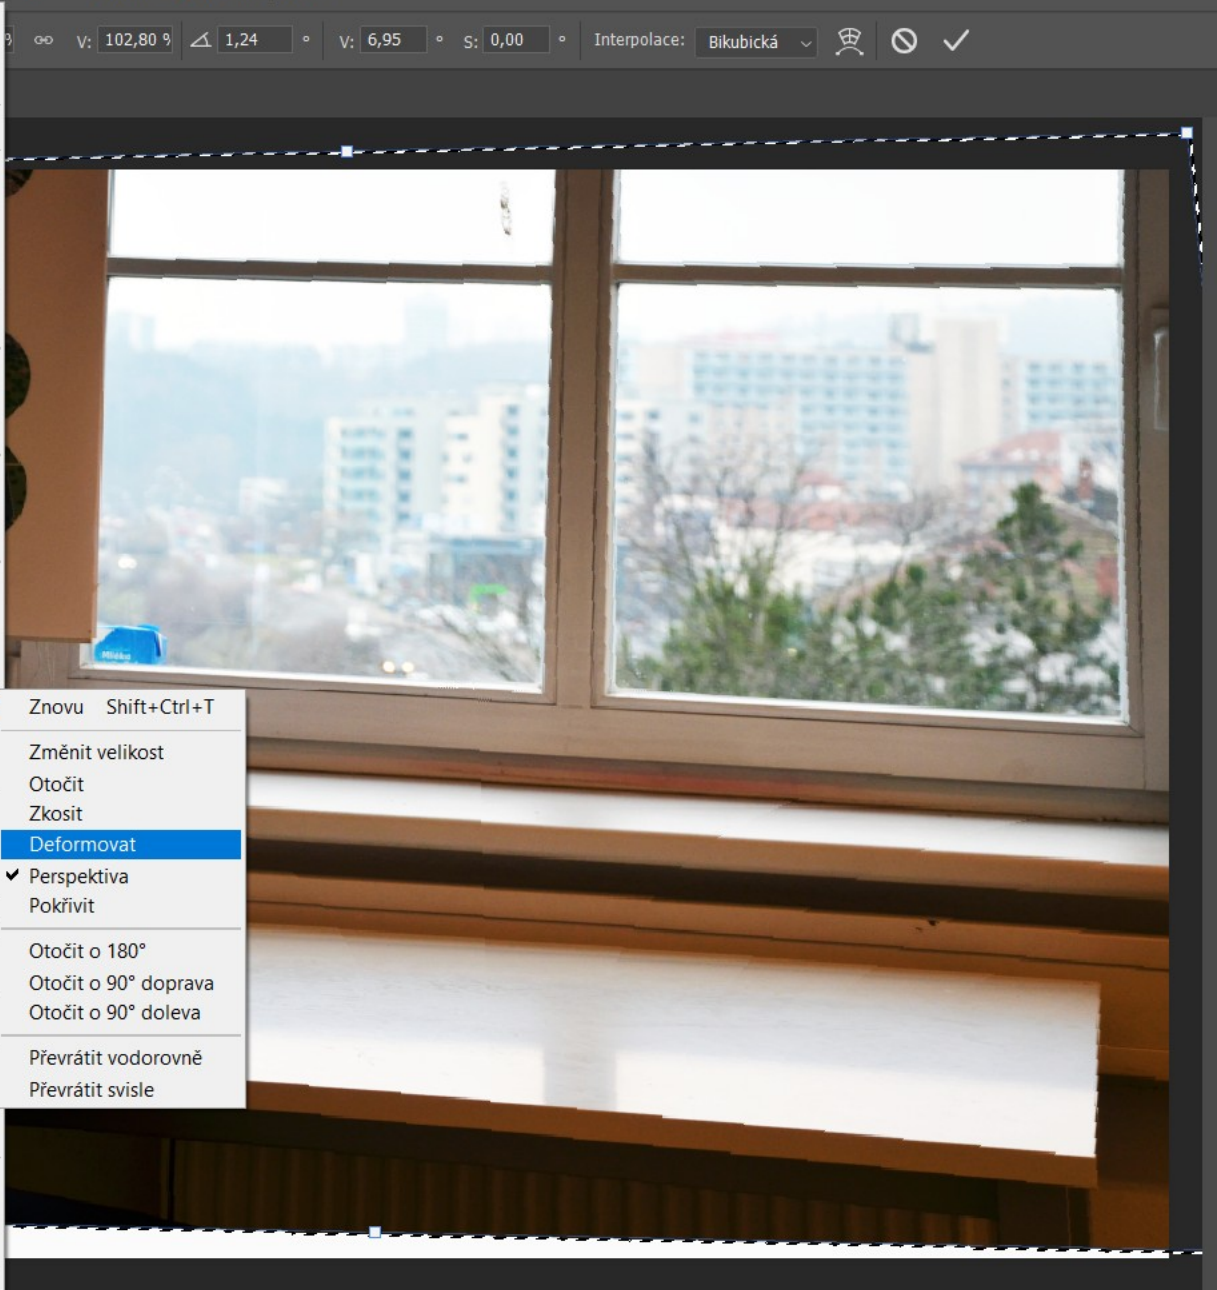 % V: 102,80 % 1,24 ° V: 6,95 ° S: 0,00 ° Interpolace: Bikubická
Mléko
Znovu Shift+Ctrl+T
Změnit velikost
Otočit
Zkosit
Deformovat
Perspektiva
Pokřivit
Otočit o 180°
Otočit o 90° doprava
Otočit o 90° doleva
Převrátit vodorovně
Převrátit svisle